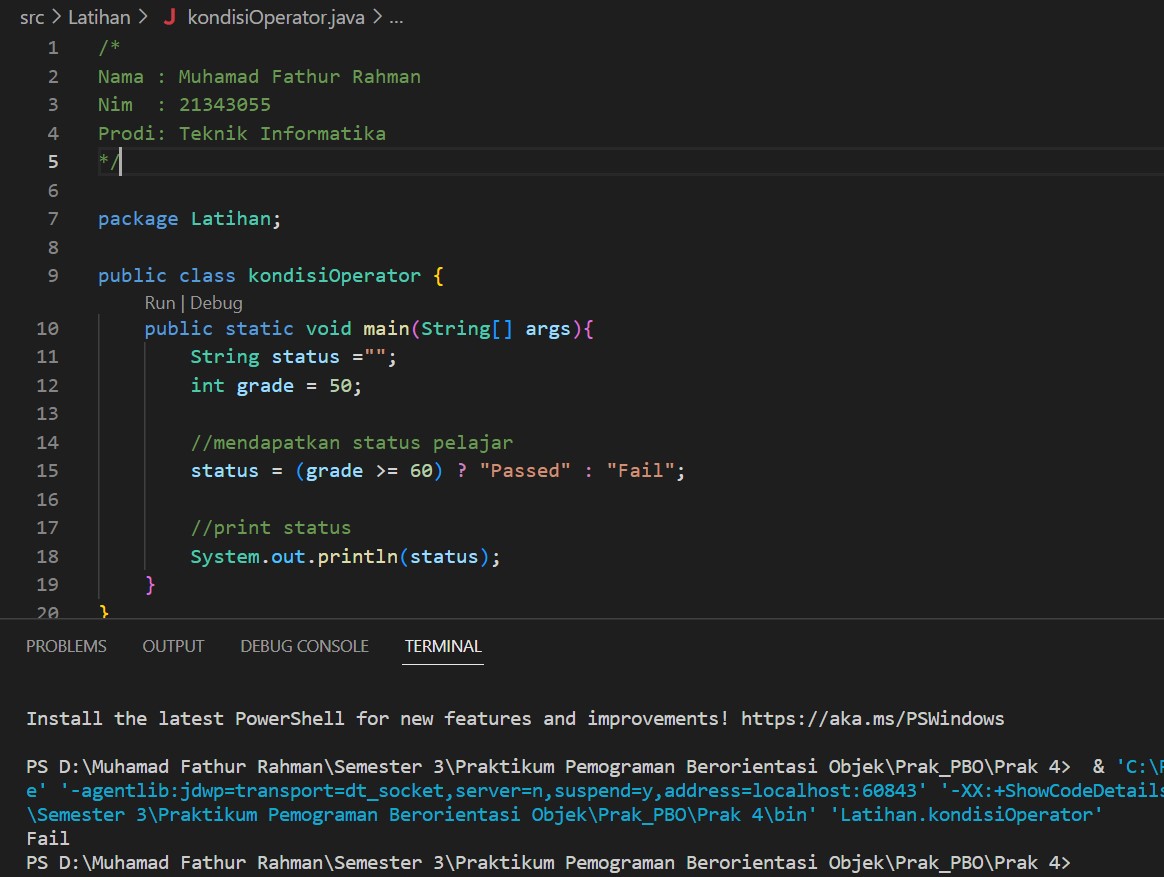 src > Latihan > J kondisiOperator.java > ...
1 /*
2 Nama : Muhamad Fathur Rahman
3 Nim  : 21343055
4 Prodi: Teknik Informatika
5 */
6
7 package Latihan;
8
9 public class kondisiOperator {
Run | Debug
10     public static void main(String[] args){
11         String status ="";
12         int grade = 50;
13
14         //mendapatkan status pelajar
15         status = (grade >= 60) ? "Passed" : "Fail";
16
17         //print status
18         System.out.println(status);
19     }
20 }
PROBLEMS OUTPUT DEBUG CONSOLE TERMINAL
Install the latest PowerShell for new features and improvements! https://aka.ms/PSWindows
PS D:\Muhamad Fathur Rahman\Semester 3\Praktikum Pemograman Berorientasi Objek\Prak_PBO\Prak 4>  & 'C:\
e' '-agentlib:jdwp=transport=dt_socket,server=n,suspend=y,address=localhost:60843' '-XX:+ShowCodeDetails
\Semester 3\Praktikum Pemograman Berorientasi Objek\Prak_PBO\Prak 4\bin' 'Latihan.kondisiOperator'
Fail
PS D:\Muhamad Fathur Rahman\Semester 3\Praktikum Pemograman Berorientasi Objek\Prak_PBO\Prak 4>